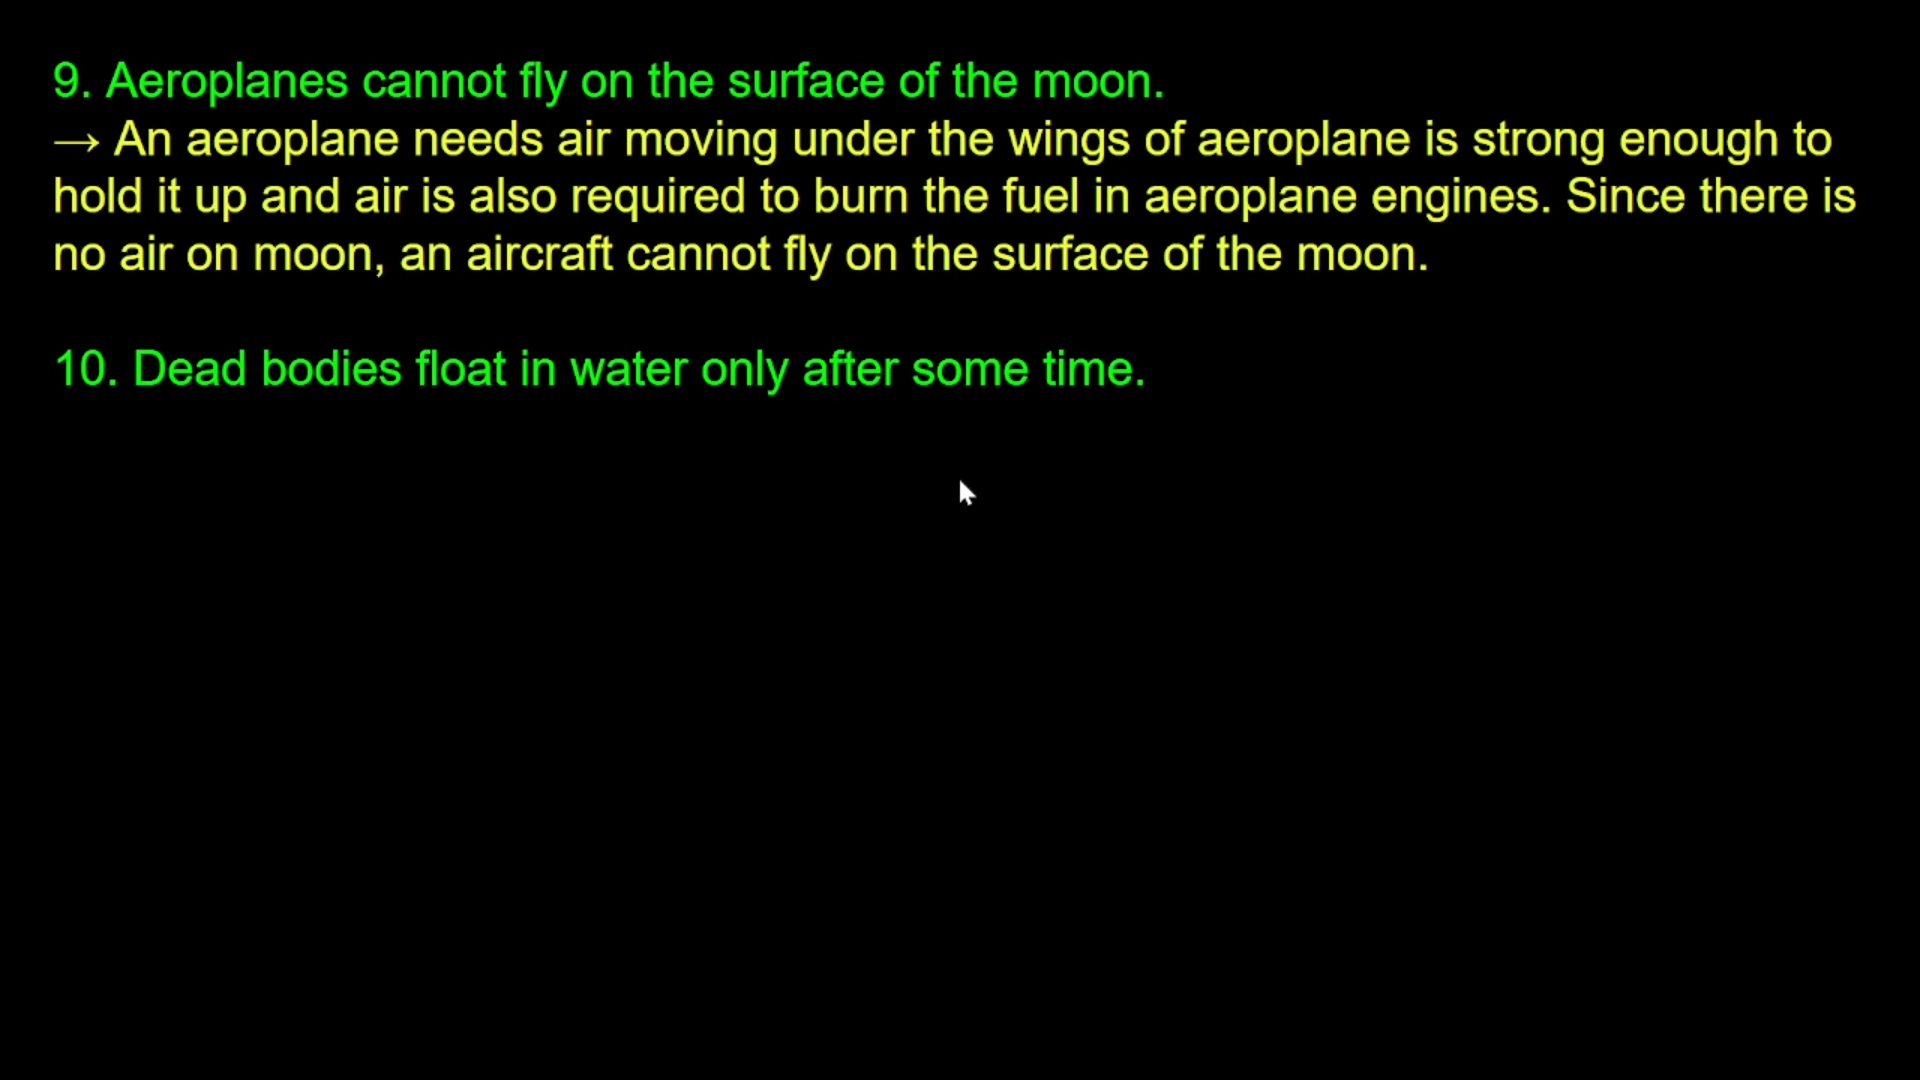 9. Aeroplanes cannot fly on the surface of the moon.
→ An aeroplane needs air moving under the wings of aeroplane is strong enough to
hold it up and air is also required to burn the fuel in aeroplane engines. Since there is
no air on moon, an aircraft cannot fly on the surface of the moon.
10. Dead bodies float in water only after some time.